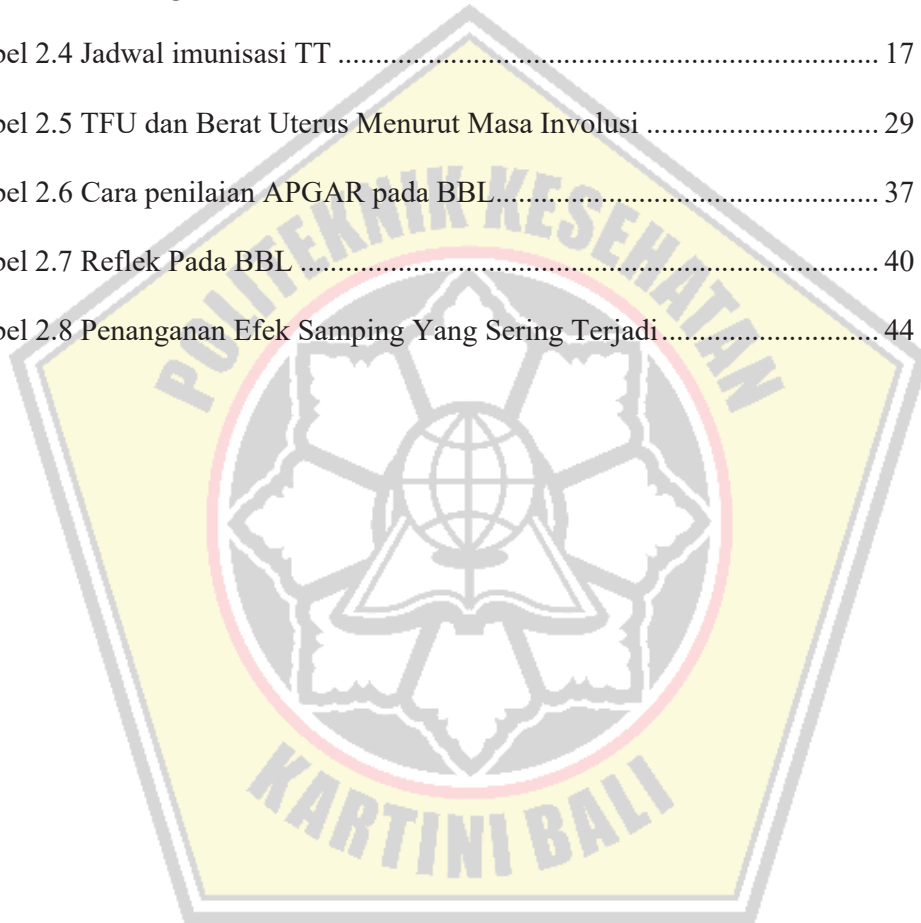 bel 2.4 Jadwal imunisasi TT ........................................................................ 17
bel 2.5 TFU dan Berat Uterus Menurut Masa Involusi ............................... 29
bel 2.6 Cara penilaian APGAR pada BBL.................................................... 37
bel 2.7 Reflek Pada BBL .............................................................................. 40
bel 2.8 Penanganan Efek Samping Yang Sering Terjadi............................. 44
POLITEKNIK KESEHATAN
KARTINI BALI